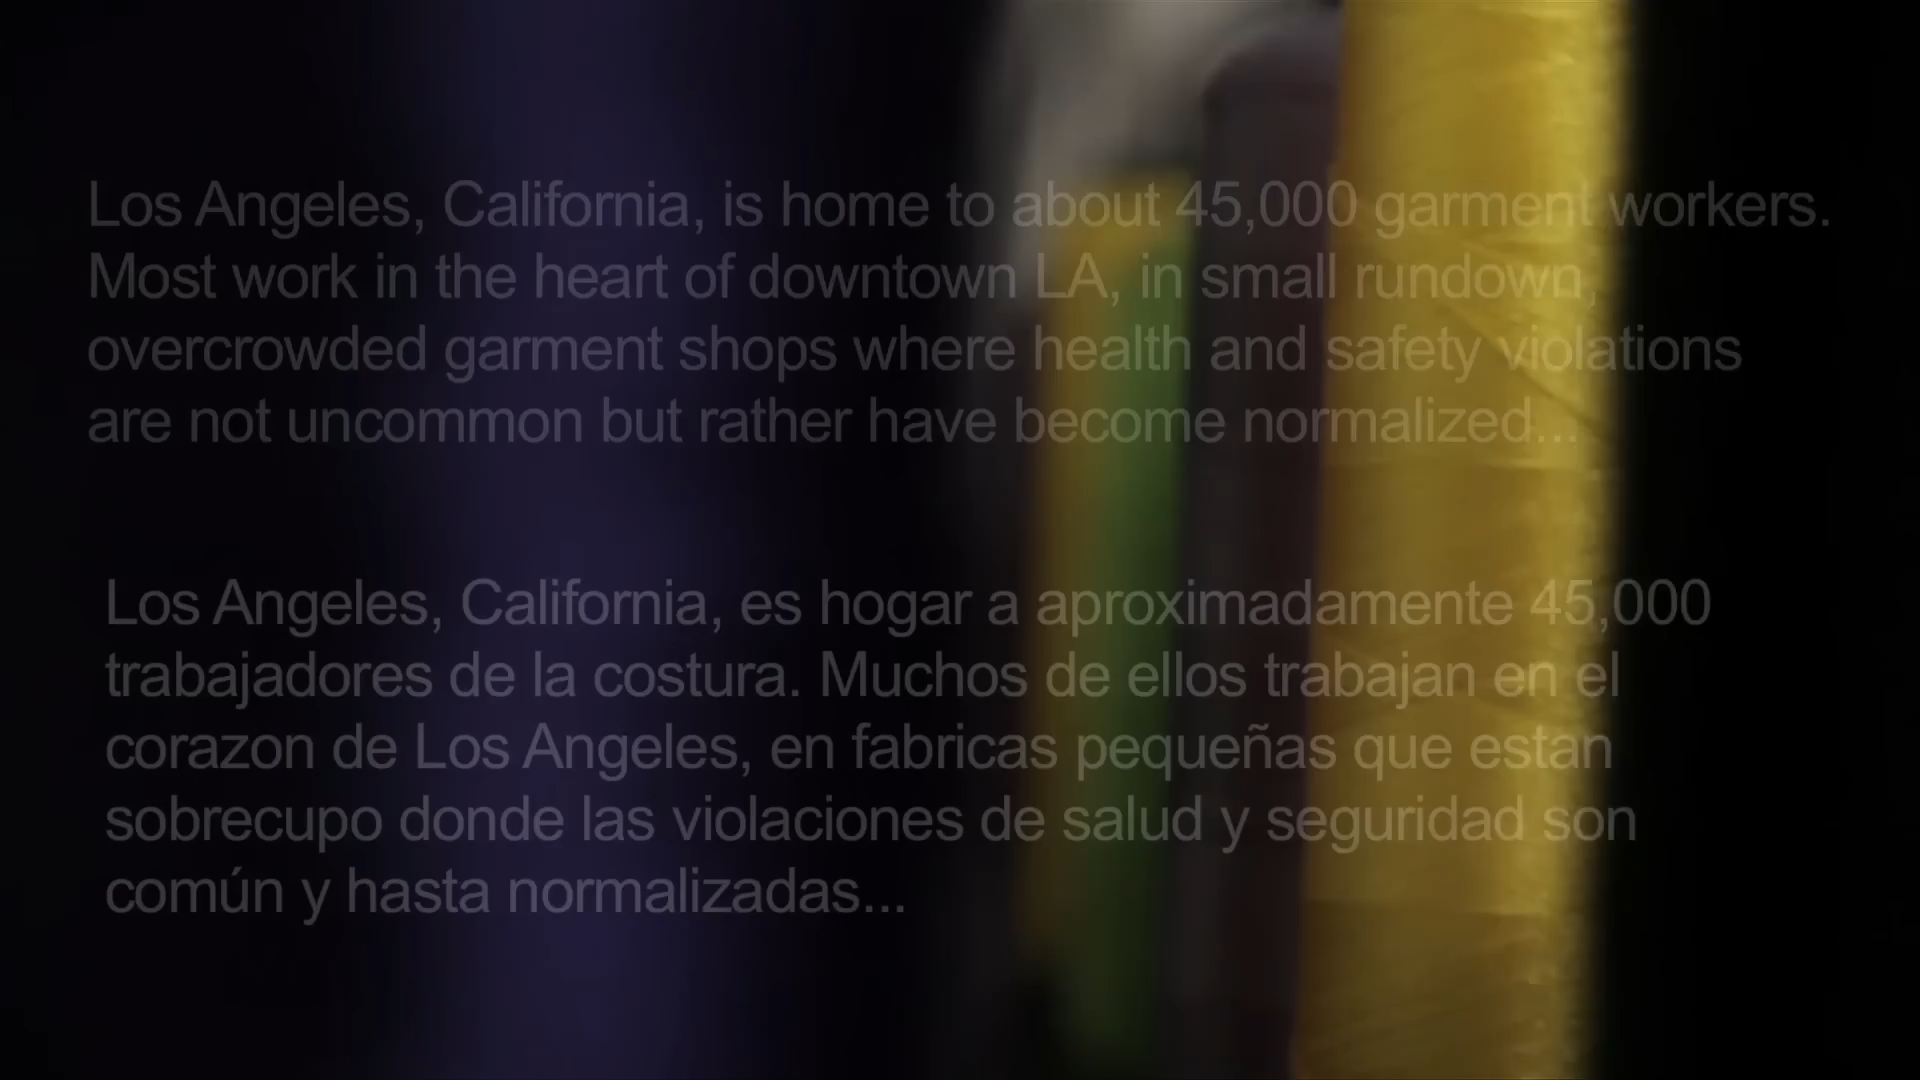 Los Angeles, California, is home to about 45,000 garment workers.
Most work in the heart of downtown LA, in small rundown,
overcrowded garment shops where health and safety violations
are not uncommon but rather have become normalized...
Los Angeles, California, es hogar a aproximadamente 45,000
trabajadores de la costura. Muchos de ellos trabajan en el
corazon de Los Angeles, en fabricas pequeñas que estan
sobrecupo donde las violaciones de salud y seguridad son
común y hasta normalizadas...